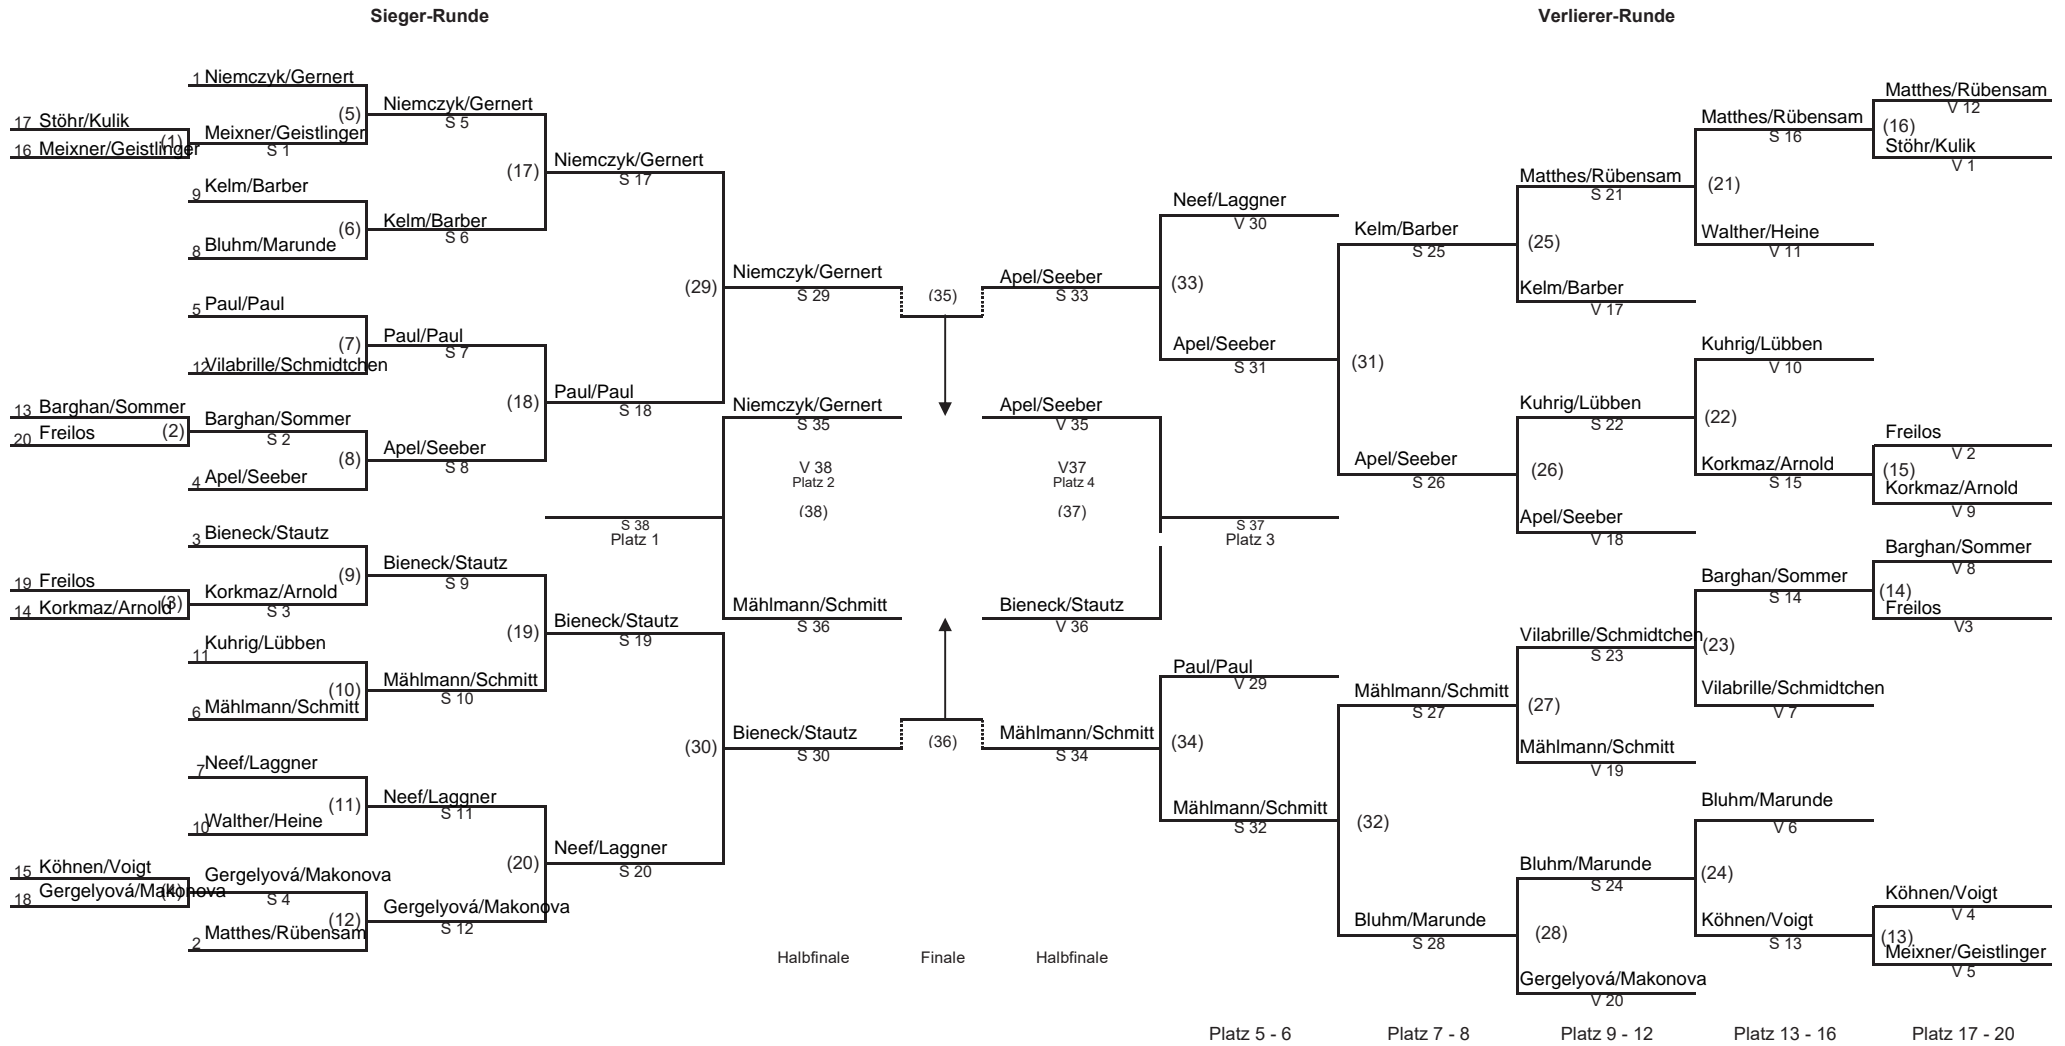 Sieger-Runde
Verlierer-Runde
1 Niemczyk/Gernert
(5)
Niemczyk/Gernert
S 5
17 Stöhr/Kulik
(1)
16 Meixner/Geistlinger
Meixner/Geistlinger
S 1
(17)
Niemczyk/Gernert
S 17
9 Kelm/Barber
(6)
Kelm/Barber
S 6
8 Bluhm/Marunde
(29)
Niemczyk/Gernert
S 29
5 Paul/Paul
(7)
Paul/Paul
S 7
12 Vilabrille/Schmidtchen
(18)
Paul/Paul
S 18
13 Barghan/Sommer
20 Freilos
(2)
Barghan/Sommer
S 2
(8)
Apel/Seeber
S 8
4 Apel/Seeber
3 Bieneck/Stautz
(9)
Bieneck/Stautz
S 9
19 Freilos
14 Korkmaz/Arnold
(3)
Korkmaz/Arnold
S 3
(19)
Bieneck/Stautz
S 19
11 Kuhrig/Lübben
(10)
Mählmann/Schmitt
S 10
6 Mählmann/Schmitt
(30)
Bieneck/Stautz
S 30
7 Neef/Laggner
(11)
Neef/Laggner
S 11
10 Walther/Heine
(20)
Neef/Laggner
S 20
15 Köhnen/Voigt
18 Gergelyová/Makonova
(4)
Gergelyová/Makonova
S 4
(12)
Gergelyová/Makonova
S 12
2 Matthes/Rübensam
Niemczyk/Gernert
S 35
V 38
Platz 2
(38)
S 38
Platz 1
Mählmann/Schmitt
S 36
(35)
(36)
Apel/Seeber
S 33
Apel/Seeber
V 35
V37
Platz 4
(37)
S 37
Platz 3
Bieneck/Stautz
V 36
Mählmann/Schmitt
S 34
Halbfinale
Finale
Halbfinale
Neef/Laggner
V 30
(33)
Apel/Seeber
S 31
Paul/Paul
V 29
(34)
Mählmann/Schmitt
S 32
Kelm/Barber
S 25
(31)
Apel/Seeber
S 26
Mählmann/Schmitt
S 27
(32)
Bluhm/Marunde
S 28
Matthes/Rübensam
S 21
(25)
Kelm/Barber
V 17
Kuhrig/Lübben
S 22
(26)
Apel/Seeber
V 18
Vilabrille/Schmidtchen
S 23
(27)
Mählmann/Schmitt
V 19
Bluhm/Marunde
S 24
(28)
Gergelyová/Makonova
V 20
Matthes/Rübensam
S 16
(21)
Walther/Heine
V 11
Kuhrig/Lübben
V 10
(22)
Korkmaz/Arnold
S 15
Barghan/Sommer
S 14
(23)
Vilabrille/Schmidtchen
V 7
Bluhm/Marunde
V 6
(24)
Köhnen/Voigt
S 13
Matthes/Rübensam
V 12
(16)
Stöhr/Kulik
V 1
Freilos
V 2
(15)
Korkmaz/Arnold
V 9
Barghan/Sommer
V 8
(14)
Freilos
V3
Köhnen/Voigt
V 4
(13)
Meixner/Geistlinger
V 5
Platz 5 - 6
Platz 7 - 8
Platz 9 - 12
Platz 13 - 16
Platz 17 - 20